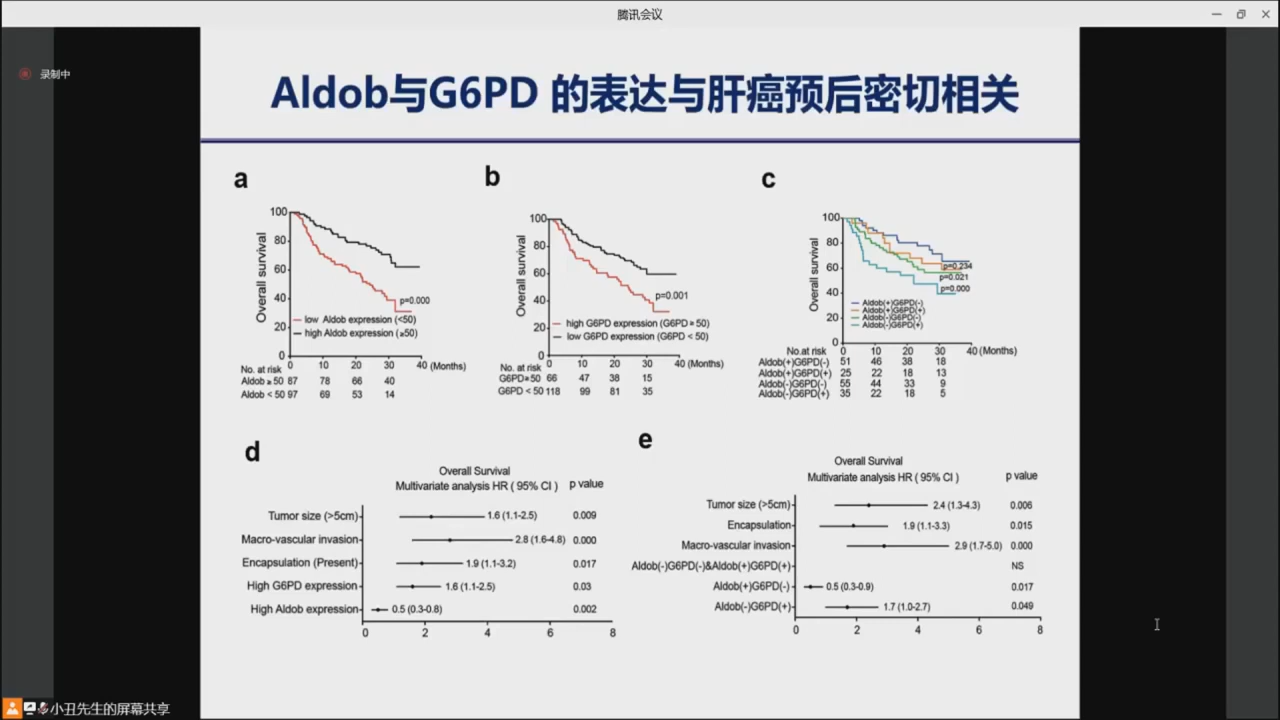 腾讯会议
录制中
Aldob与G6PD 的表达与肝癌预后密切相关
a
Overall survival
100
80
60
40
20
0
p=0.000
low Aldob expression (<50)
high Aldob expression (≥50)
0 10 20 30 40 (Months)
No. at risk
Aldob ≥ 50 87 78 66 40
Aldob < 50 97 69 53 14
b
Overall survival
100
80
60
40
20
0
p=0.001
high G6PD expression (G6PD ≥ 50)
low G6PD expression (G6PD < 50)
0 10 20 30 40 (Months)
No. at risk
G6PD≥50 66 47 38 15
G6PD < 50 118 99 81 35
c
Overall survival
100
80
60
40
20
0
p=0.234
p=0.021
p=0.000
Aldob(+)G6PD(-)
Aldob(+)G6PD(+)
Aldob(-)G6PD(-)
Aldob(-)G6PD(+)
0 10 20 30 40 (Months)
No.at risk
Aldob(+)G6PD(-) 51 46 38 18
Aldob(+)G6PD(+) 25 22 18 13
Aldob(-)G6PD(-) 55 44 33 9
Aldob(-)G6PD(+) 35 22 18 5
d
Overall Survival
Multivariate analysis HR ( 95% CI ) p value
Tumor size (>5cm) 1.6 (1.1-2.5) 0.009
Macro-vascular invasion 2.8 (1.6-4.8) 0.000
Encapsulation (Present) 1.9 (1.1-3.2) 0.017
High G6PD expression 1.6 (1.1-2.5) 0.03
High Aldob expression 0.5 (0.3-0.8) 0.002
0 2 4 6 8
e
Overall Survival
Multivariate analysis HR ( 95% CI ) p value
Tumor size (>5cm) 2.4 (1.3-4.3) 0.006
Encapsulation 1.9 (1.1-3.3) 0.015
Macro-vascular invasion 2.9 (1.7-5.0) 0.000
Aldob(-)G6PD(-)&Aldob(+)G6PD(+) NS
Aldob(+)G6PD(-) 0.5 (0.3-0.9) 0.017
Aldob(-)G6PD(+) 1.7 (1.0-2.7) 0.049
0 2 4 6 8
小丑先生的屏幕共享